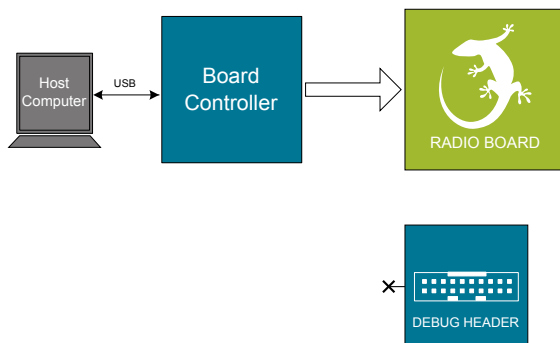 Host
Computer
USB
Board
Controller
RADIO BOARD
DEBUG HEADER